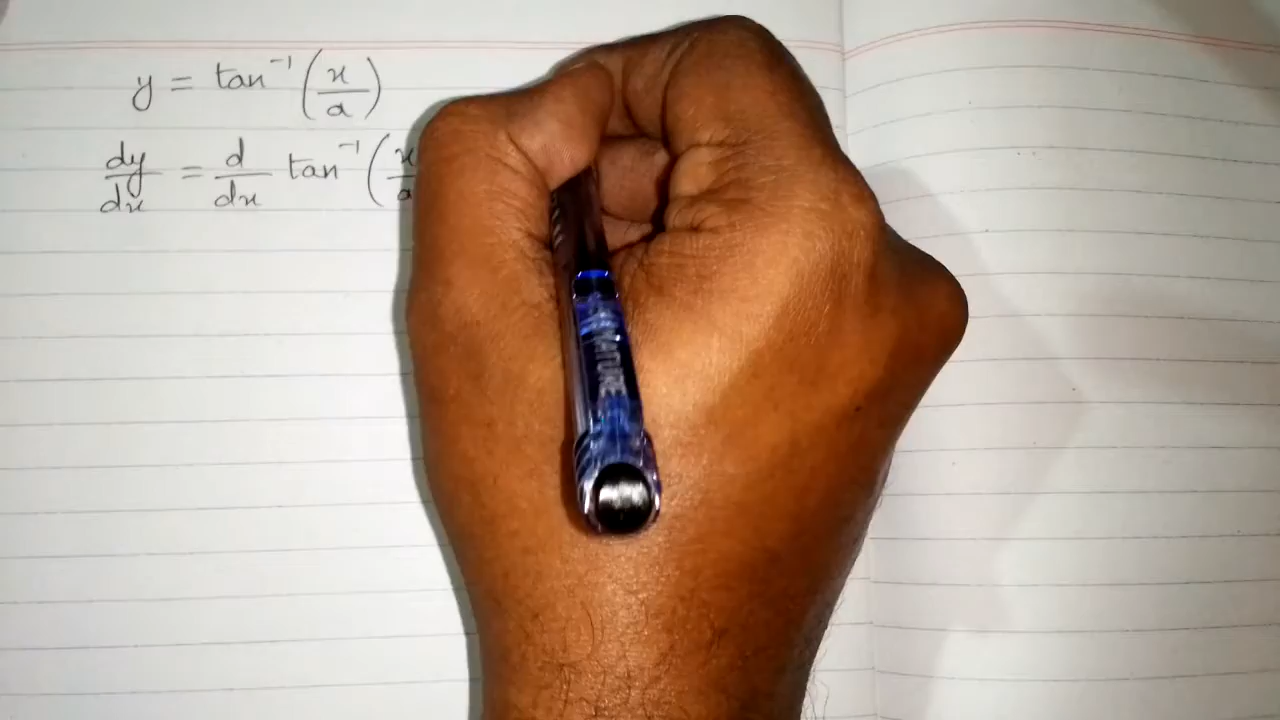 y = tan⁻¹(x/a)
dy/dx = d/dx tan⁻¹(x/a